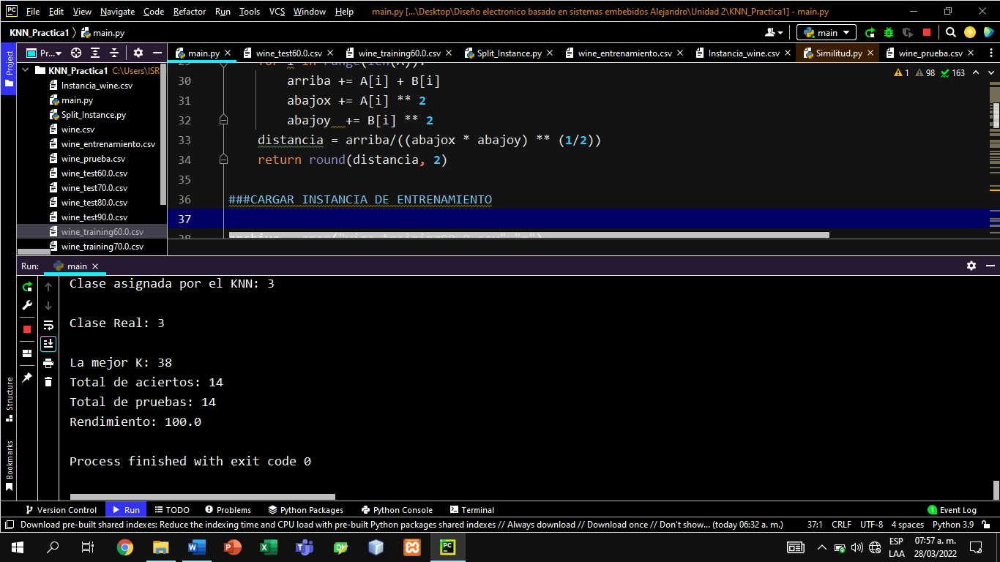 File Edit View Navigate Code Refactor Run Tools VCS Window Help main.py [...\Desktop\Diseño electronico basado en sistemas embebidos Alejandro\Unidad 2\KNN_Practica1] - main.py
KNN_Practica1 main.py main
Project
Pr... main.py wine_test60.0.csv wine_training60.0.csv Split_Instance.py wine_entrenamiento.csv Instancia_wine.csv Similitud.py wine_prueba.csv
KNN_Practica1 C:\Users\ISR
Instancia_wine.csv
main.py
Split_Instance.py
wine.csv
wine_entrenamiento.csv
wine_prueba.csv
wine_test60.0.csv
wine_test70.0.csv
wine_test80.0.csv
wine_test90.0.csv
wine_training60.0.csv
wine_training70.0.csv
1 98 163
29 for i in range(len(A)):
30 arriba += A[i] + B[i]
31 abajox += A[i] ** 2
32 abajoy += B[i] ** 2
33 distancia = arriba/((abajox * abajoy) ** (1/2))
34 return round(distancia, 2)
35
36 ###CARGAR INSTANCIA DE ENTRENAMIENTO
37
38
Run: main
Clase asignada por el KNN: 3
Clase Real: 3
La mejor K: 38
Total de aciertos: 14
Total de pruebas: 14
Rendimiento: 100.0
Process finished with exit code 0
Structure
Bookmarks
Version Control Run TODO Problems Python Packages Python Console Terminal 1 Event Log
Download pre-built shared indexes: Reduce the indexing time and CPU load with pre-built Python packages shared indexes // Always download // Download once // Don't show... (today 06:32 a. m.) 37:1 CRLF UTF-8 4 spaces Python 3.9
ESP 07:57 a. m.
LAA 28/03/2022